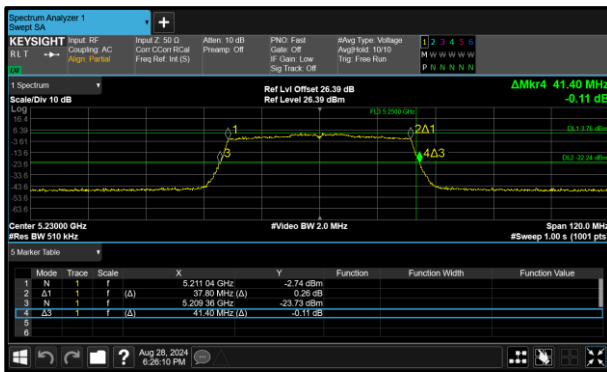 Spectrum Analyzer 1
Swept SA
KEYSIGHT
RLT
Input: RF
Coupling: AC
Align: Partial
Input Z: 50 Ω
Corr CCorr RCal
Freq Ref: Int (S)
Atten: 10 dB
Preamp: Off
PNO: Fast
Gate: Off
IF Gain: Low
Sig Track: Off
#Avg Type: Voltage
Avg|Hold: 10/10
Trig: Free Run
1 2 3 4 5 6
M W W W W W
P N N N N N
1 Spectrum
Scale/Div 10 dB
Log
Ref Lvl Offset 26.39 dB
Ref Level 26.39 dBm
ΔMkr4 41.40 MHz
-0.11 dB
16.4
6.39
-3.61
-13.6
-23.6
-33.6
-43.6
-53.6
-63.6
FLD 5.2500 GHz
DL1 3.76 dBm
DL2 -22.24 dBm
1
2Δ1
3
4Δ3
Center 5.23000 GHz
#Res BW 510 kHz
#Video BW 2.0 MHz
Span 120.0 MHz
#Sweep 1.00 s (1001 pts)
5 Marker Table
Mode Trace Scale X Y Function Function Width Function Value
1 N 1 f 5.211 04 GHz -2.74 dBm
2 Δ1 1 f (Δ) 37.80 MHz (Δ) 0.26 dB
3 N 1 f 5.209 36 GHz -23.73 dBm
4 Δ3 1 f (Δ) 41.40 MHz (Δ) -0.11 dB
5
6
?
Aug 28, 2024
6:26:10 PM